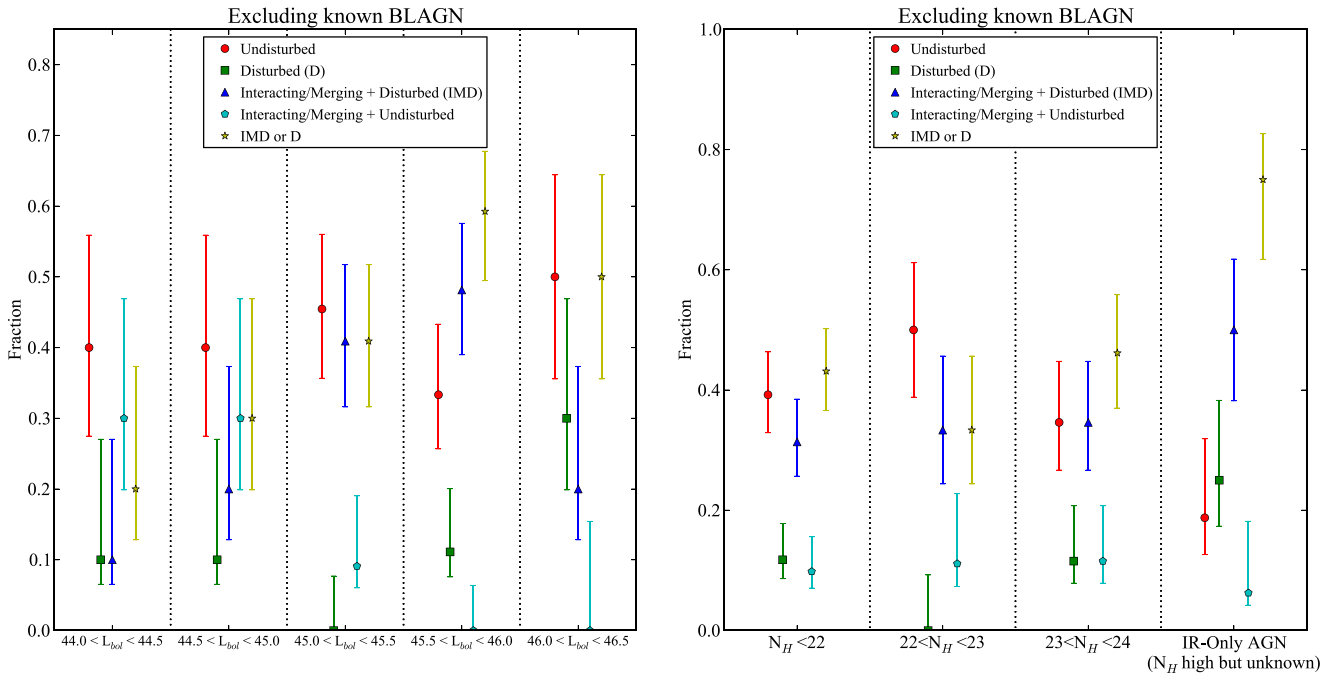 Excluding known BLAGN
Undisturbed
Disturbed (D)
Interacting/Merging + Disturbed (IMD)
Interacting/Merging + Undisturbed
IMD or D
Fraction
0.8
0.7
0.6
0.5
0.4
0.3
0.2
0.1
0.0
44.0 < L_bol < 44.5
44.5 < L_bol < 45.0
45.0 < L_bol < 45.5
45.5 < L_bol < 46.0
46.0 < L_bol < 46.5
Excluding known BLAGN
Undisturbed
Disturbed (D)
Interacting/Merging + Disturbed (IMD)
Interacting/Merging + Undisturbed
IMD or D
Fraction
1.0
0.8
0.6
0.4
0.2
0.0
N_H <22
22<N_H <23
23<N_H <24
IR-Only AGN
(N_H high but unknown)